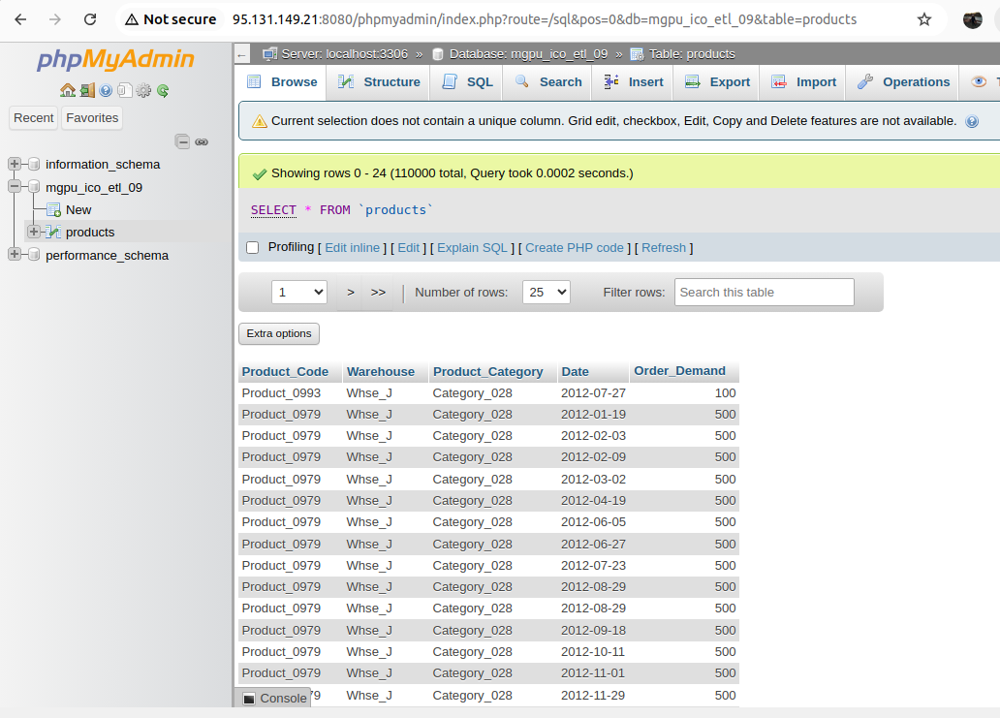 Not secure 95.131.149.21:8080/phpmyadmin/index.php?route=/sql&pos=0&db=mgpu_ico_etl_09&table=products
phpMyAdmin
Recent Favorites
information_schema
mgpu_ico_etl_09
New
products
performance_schema
← Server: localhost:3306 » Database: mgpu_ico_etl_09 » Table: products
Browse Structure SQL Search Insert Export Import Operations
Current selection does not contain a unique column. Grid edit, checkbox, Edit, Copy and Delete features are not available.
Showing rows 0 - 24 (110000 total, Query took 0.0002 seconds.)
SELECT * FROM `products`
Profiling [ Edit inline ] [ Edit ] [ Explain SQL ] [ Create PHP code ] [ Refresh ]
1 > >> | Number of rows: 25 Filter rows: Search this table
Extra options
Product_Code Warehouse Product_Category Date Order_Demand
Product_0993 Whse_J Category_028 2012-07-27 100
Product_0979 Whse_J Category_028 2012-01-19 500
Product_0979 Whse_J Category_028 2012-02-03 500
Product_0979 Whse_J Category_028 2012-02-09 500
Product_0979 Whse_J Category_028 2012-03-02 500
Product_0979 Whse_J Category_028 2012-04-19 500
Product_0979 Whse_J Category_028 2012-06-05 500
Product_0979 Whse_J Category_028 2012-06-27 500
Product_0979 Whse_J Category_028 2012-07-23 500
Product_0979 Whse_J Category_028 2012-08-29 500
Product_0979 Whse_J Category_028 2012-08-29 500
Product_0979 Whse_J Category_028 2012-09-18 500
Product_0979 Whse_J Category_028 2012-10-11 500
Product_0979 Whse_J Category_028 2012-11-01 500
Console 79 Whse_J Category_028 2012-11-29 500